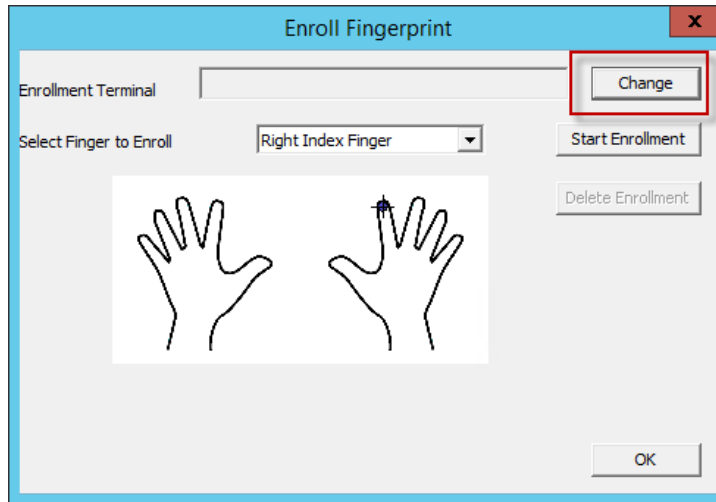 Enroll Fingerprint
x
Enrollment Terminal
Change
Select Finger to Enroll
Right Index Finger
Start Enrollment
Delete Enrollment
OK